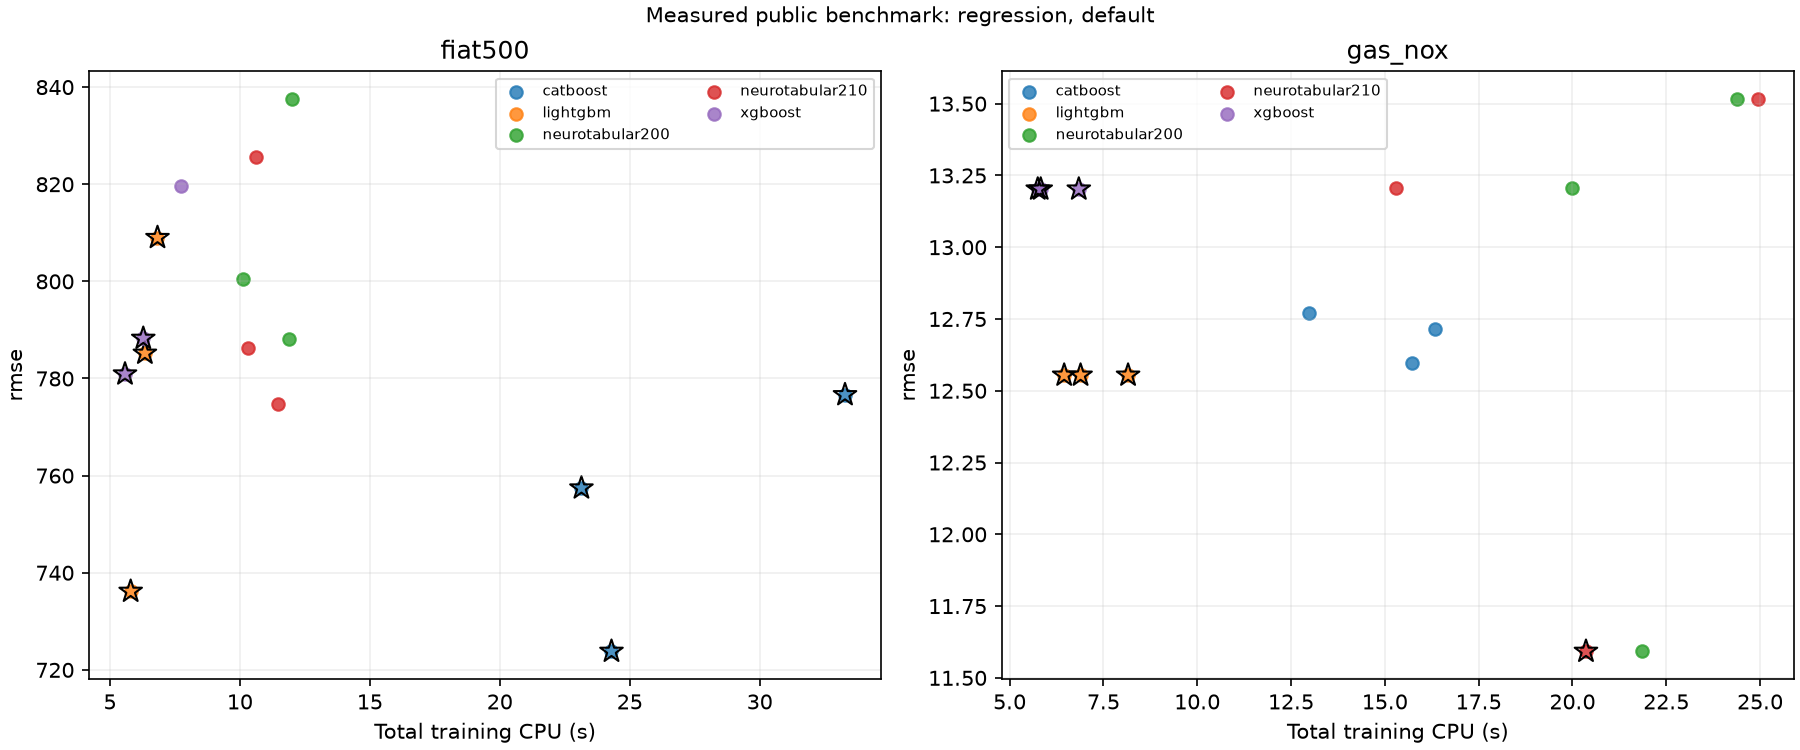 Measured public benchmark: regression, default
fiat500
catboost
lightgbm
neurotabular200
neurotabular210
xgboost
840
820
800
780
760
740
720
rmse
5
10
15
20
25
30
Total training CPU (s)
gas_nox
catboost
lightgbm
neurotabular200
neurotabular210
xgboost
13.50
13.25
13.00
12.75
12.50
12.25
12.00
11.75
11.50
rmse
5.0
7.5
10.0
12.5
15.0
17.5
20.0
22.5
25.0
Total training CPU (s)